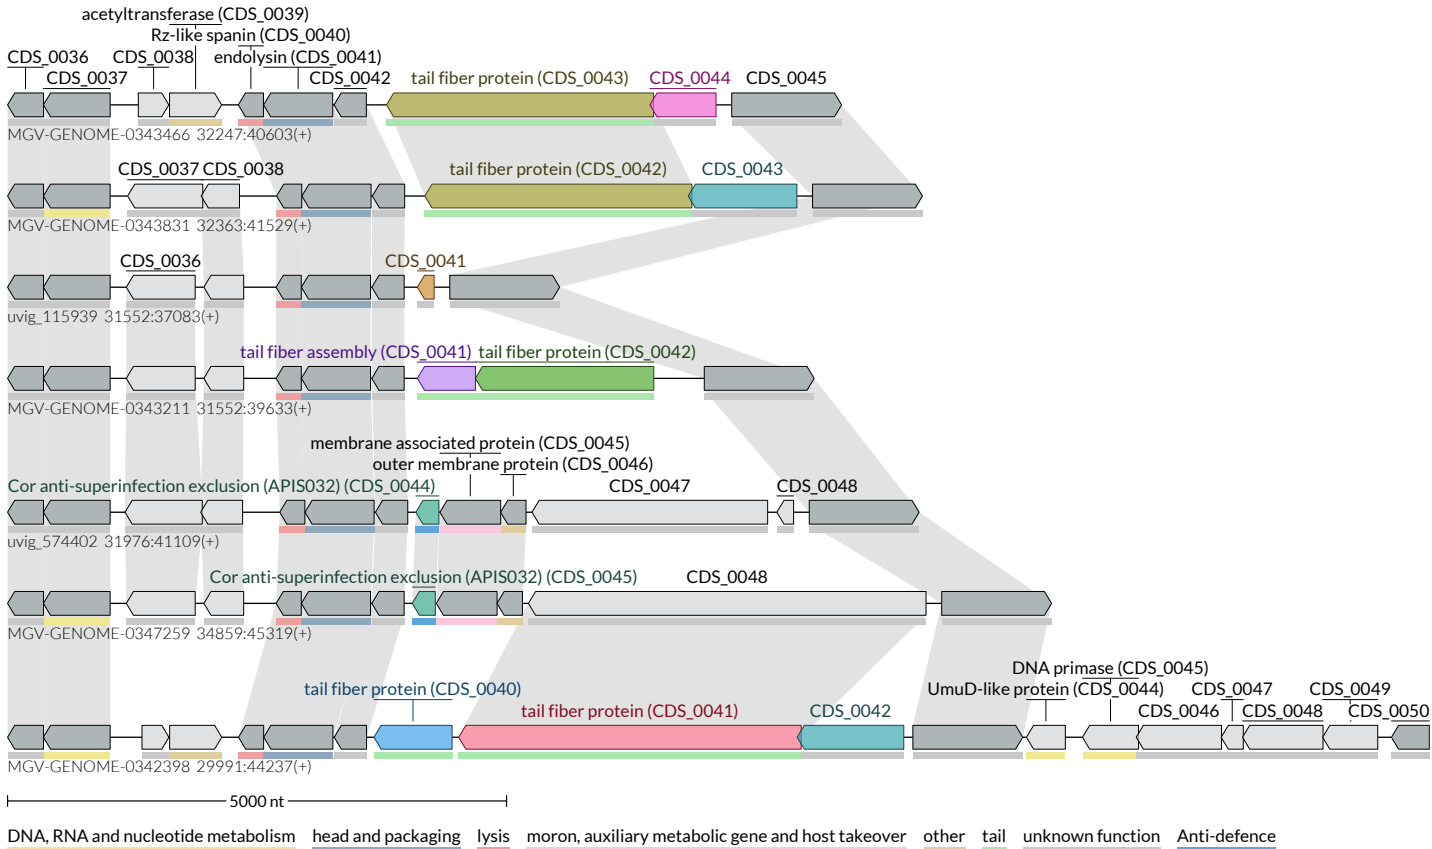 acetyltransferase (CDS_0039)
Rz-like spanin (CDS_0040)
CDS_0036 CDS_0038 endolysin (CDS_0041)
CDS_0037 CDS_0042 tail fiber protein (CDS_0043) CDS_0044 CDS_0045
MGV-GENOME-0343466 32247:40603(+)
CDS_0037 CDS_0038 tail fiber protein (CDS_0042) CDS_0043
MGV-GENOME-0343831 32363:41529(+)
CDS_0036 CDS_0041
uvig_115939 31552:37083(+)
tail fiber assembly (CDS_0041) tail fiber protein (CDS_0042)
MGV-GENOME-0343211 31552:39633(+)
membrane associated protein (CDS_0045)
outer membrane protein (CDS_0046)
Cor anti-superinfection exclusion (APIS032) (CDS_0044) CDS_0047 CDS_0048
uvig_574402 31976:41109(+)
Cor anti-superinfection exclusion (APIS032) (CDS_0045) CDS_0048
MGV-GENOME-0347259 34859:45319(+)
DNA primase (CDS_0045)
tail fiber protein (CDS_0040) UmuD-like protein (CDS_0044) CDS_0047 CDS_0049
tail fiber protein (CDS_0041) CDS_0042 CDS_0046 CDS_0048 CDS_0050
MGV-GENOME-0342398 29991:44237(+)
5000 nt
DNA, RNA and nucleotide metabolism head and packaging lysis moron, auxiliary metabolic gene and host takeover other tail unknown function Anti-defence